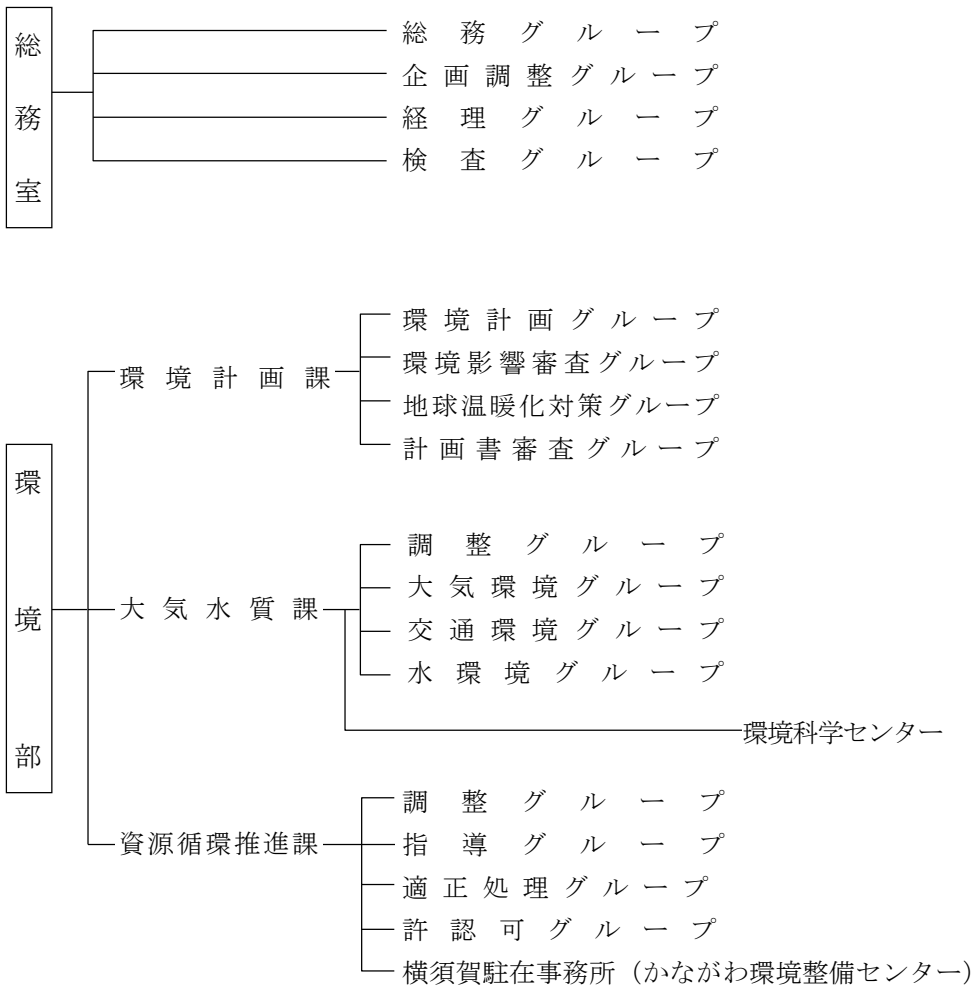 総務室
総務グループ
企画調整グループ
経理グループ
検査グループ
環境部
環境計画課
環境計画グループ
環境影響審査グループ
地球温暖化対策グループ
計画書審査グループ
大気水質課
調整グループ
大気環境グループ
交通環境グループ
水環境グループ
環境科学センター
資源循環推進課
調整グループ
指導グループ
適正処理グループ
許認可グループ
横須賀駐在事務所（かながわ環境整備センター）